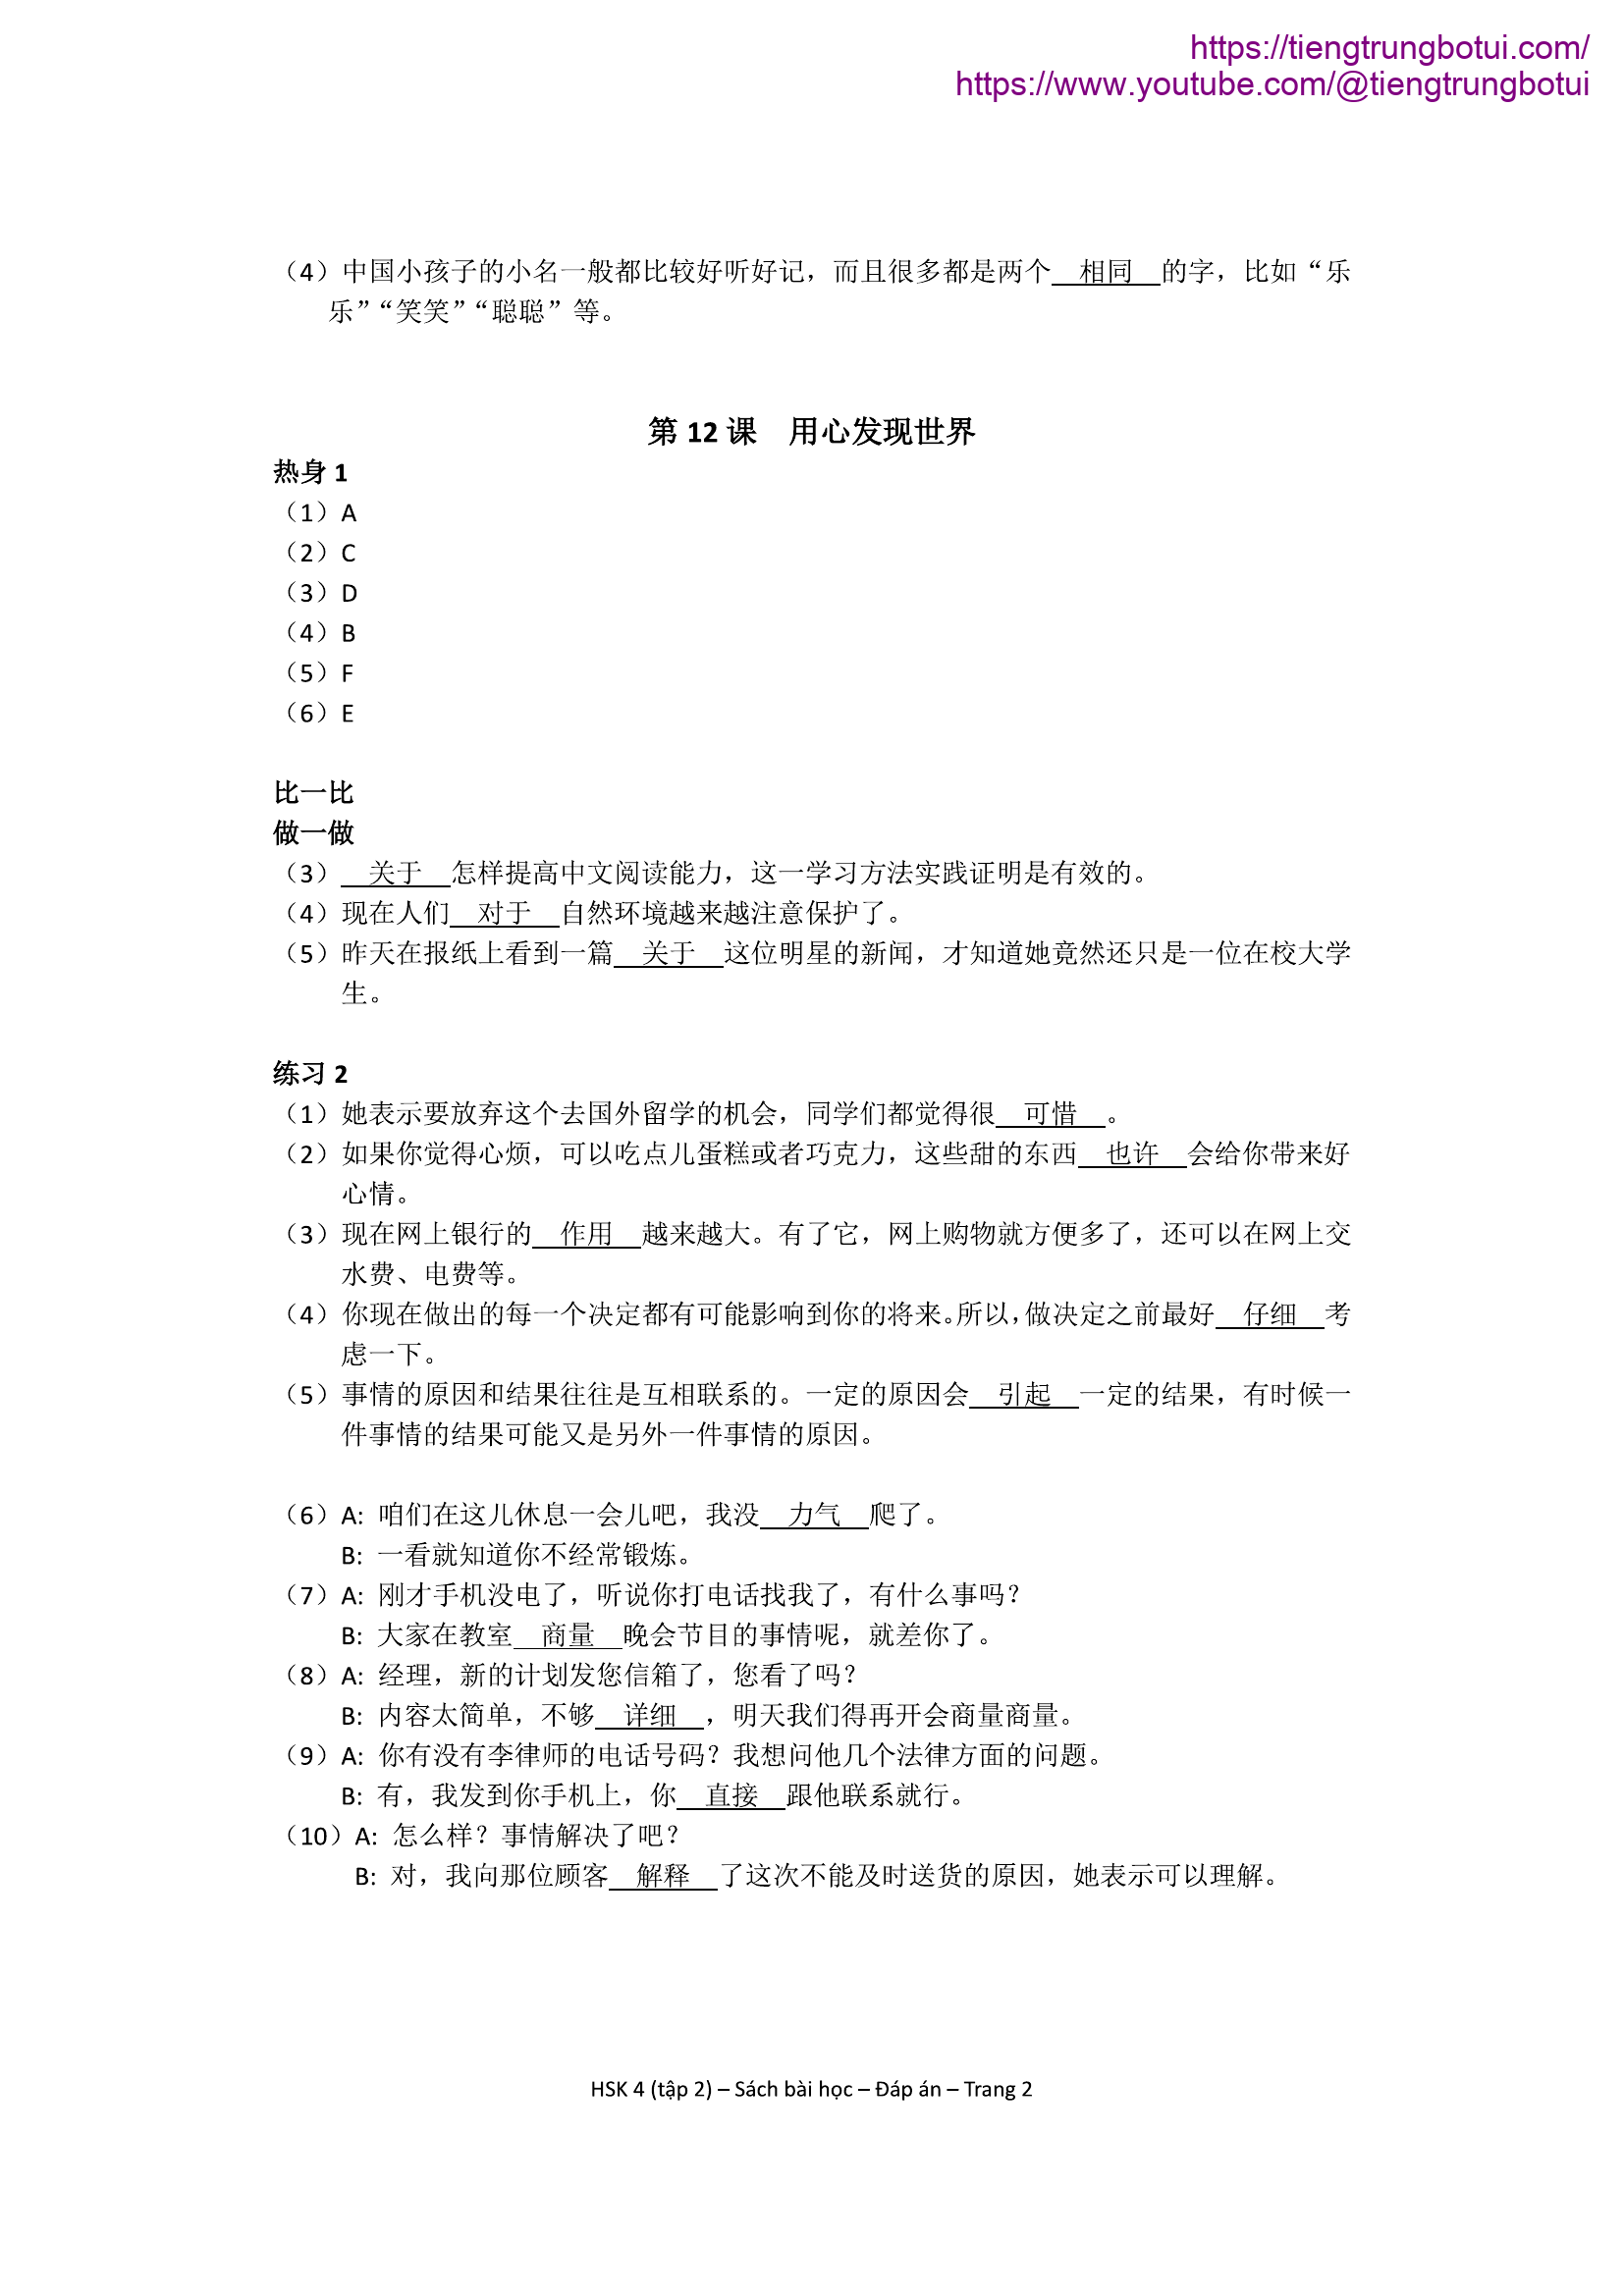 https://tiengtrungbotui.com/
https://www.youtube.com/@tiengtrungbotui
（4）中国小孩子的小名一般都比较好听好记，而且很多都是两个__相同__的字，比如“乐
乐”“笑笑”“聪聪”等。
第 12 课　用心发现世界
热身 1
（1）A
（2）C
（3）D
（4）B
（5）F
（6）E
比一比
做一做
（3）__关于__怎样提高中文阅读能力，这一学习方法实践证明是有效的。
（4）现在人们__对于__自然环境越来越注意保护了。
（5）昨天在报纸上看到一篇__关于__这位明星的新闻，才知道她竟然还只是一位在校大学
生。
练习 2
（1）她表示要放弃这个去国外留学的机会，同学们都觉得很__可惜__。
（2）如果你觉得心烦，可以吃点儿蛋糕或者巧克力，这些甜的东西__也许__会给你带来好
心情。
（3）现在网上银行的__作用__越来越大。有了它，网上购物就方便多了，还可以在网上交
水费、电费等。
（4）你现在做出的每一个决定都有可能影响到你的将来。所以，做决定之前最好__仔细__考
虑一下。
（5）事情的原因和结果往往是互相联系的。一定的原因会__引起__一定的结果，有时候一
件事情的结果可能又是另外一件事情的原因。
（6）A: 咱们在这儿休息一会儿吧，我没__力气__爬了。
B: 一看就知道你不经常锻炼。
（7）A: 刚才手机没电了，听说你打电话找我了，有什么事吗？
B: 大家在教室__商量__晚会节目的事情呢，就差你了。
（8）A: 经理，新的计划发您信箱了，您看了吗？
B: 内容太简单，不够__详细__，明天我们得再开会商量商量。
（9）A: 你有没有李律师的电话号码？我想问他几个法律方面的问题。
B: 有，我发到你手机上，你__直接__跟他联系就行。
（10）A: 怎么样？事情解决了吧？
B: 对，我向那位顾客__解释__了这次不能及时送货的原因，她表示可以理解。
HSK 4 (tập 2) – Sách bài học – Đáp án – Trang 2